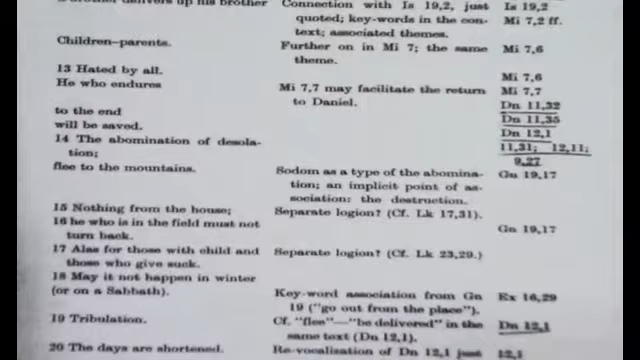 delivers up his brother
Connection with Is 19,2, just
Is 19,2
quoted; key-words in the con-
Mi 7,2 ff.
text; associated themes.
Children–parents.
Further on in Mi 7; the same
Mi 7,6
theme.
13 Hated by all.
Mi 7,6
He who endures
Mi 7,7 may facilitate the return
Mi 7,7
to Daniel.
Dn 11,32
to the end
Dn 11,35
will be saved.
Dn 12,1
14 The abomination of desola-
11,31; 12,11;
tion;
9,27
flee to the mountains.
Sodom as a type of the abomina-
Gn 19,17
tion; an implicit point of as-
sociation: the destruction.
15 Nothing from the house;
Separate logion? (Cf. Lk 17,31).
16 he who is in the field must not
Gn 19,17
turn back.
17 Alas for those with child and
Separate logion? (Cf. Lk 23,29.)
those who give suck.
18 May it not happen in winter
(or on a Sabbath).
Key-word association from Gn
Ex 16,29
19 ("go out from the place").
19 Tribulation.
Cf. "flee"—"be delivered" in the
Dn 12,1
same text (Dn 12,1).
20 The days are shortened.
Re-vocalisation of Dn 12,1 just
12,1